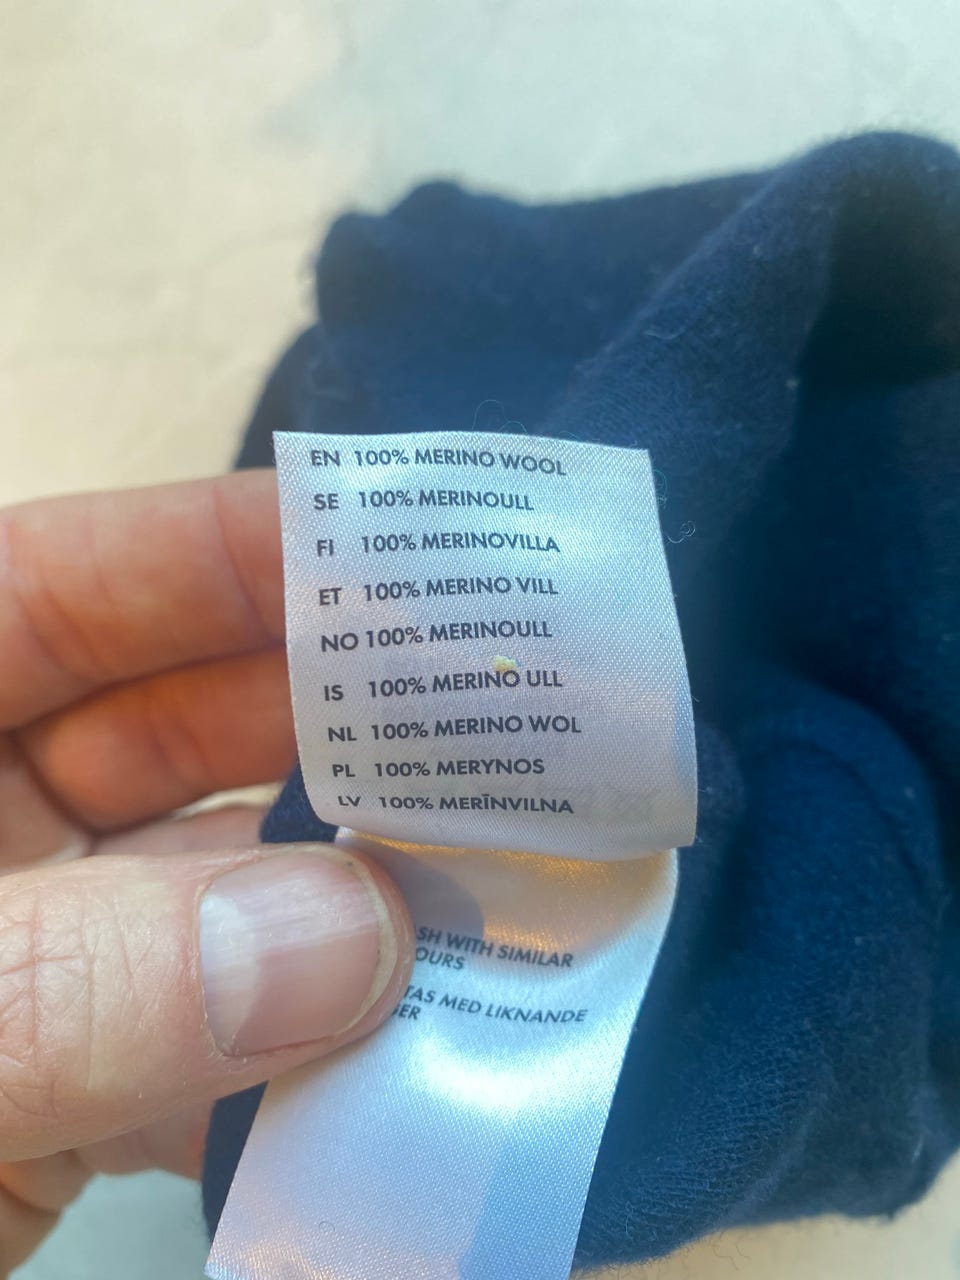 EN 100% MERINO WOOL
SE 100% MERINOULL
FI 100% MERINOVILLA
ET 100% MERINO VILL
NO 100% MERINOULL
IS 100% MERINO ULL
NL 100% MERINO WOL
PL 100% MERYNOS
LV 100% MERĪNVILNA
WITH SIMILAR
MED LIKNANDE